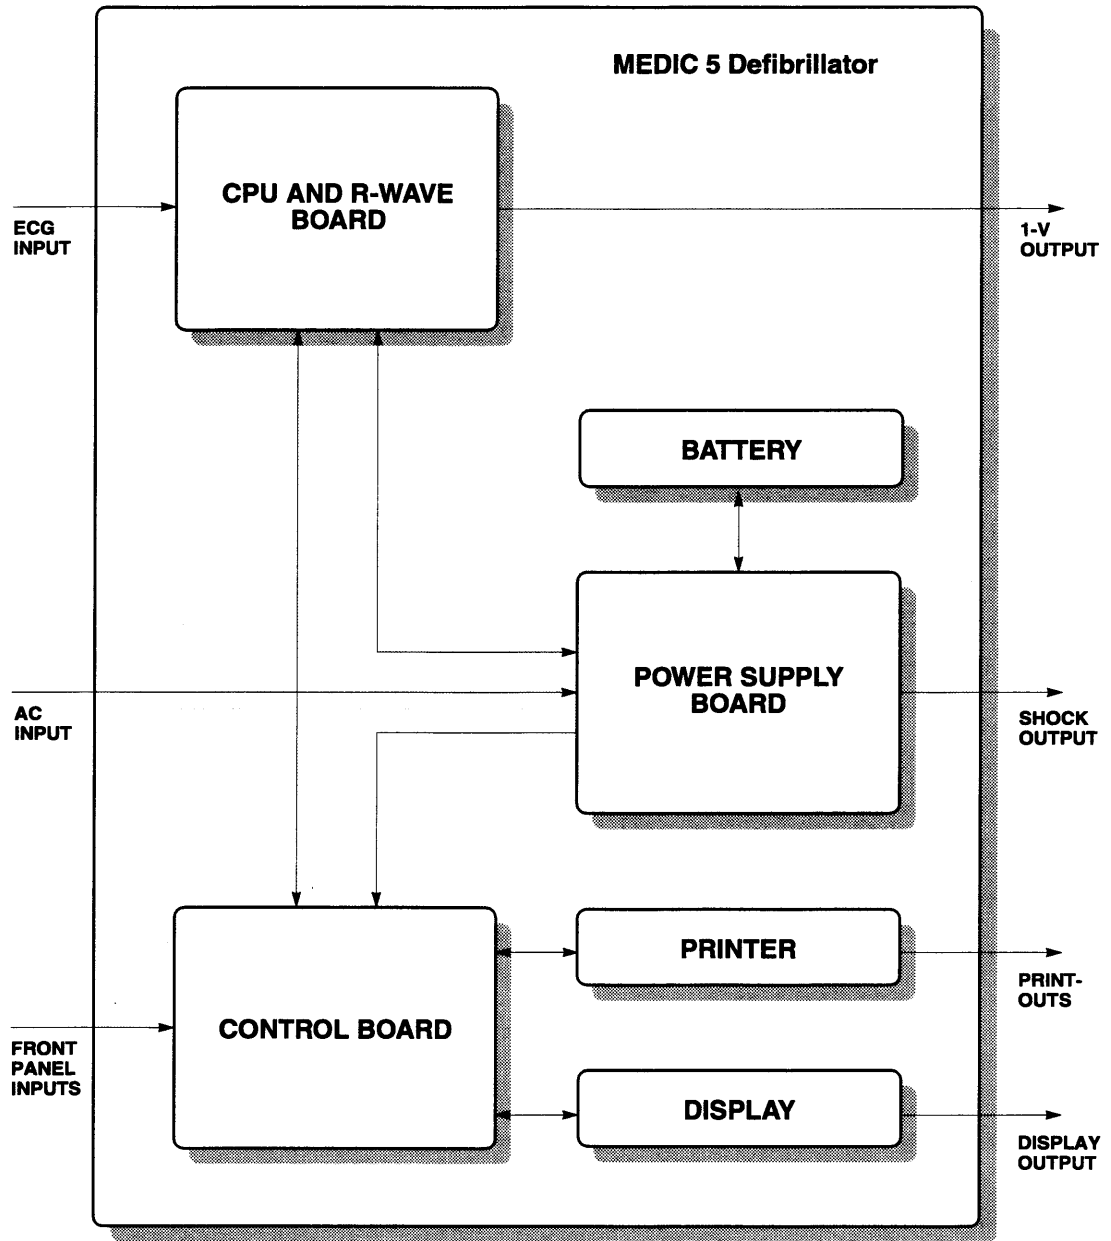 MEDIC 5 Defibrillator
CPU AND R-WAVE
BOARD
ECG
INPUT
1-V
OUTPUT
BATTERY
POWER SUPPLY
BOARD
AC
INPUT
SHOCK
OUTPUT
PRINTER
PRINT-
OUTS
CONTROL BOARD
FRONT
PANEL
INPUTS
DISPLAY
DISPLAY
OUTPUT